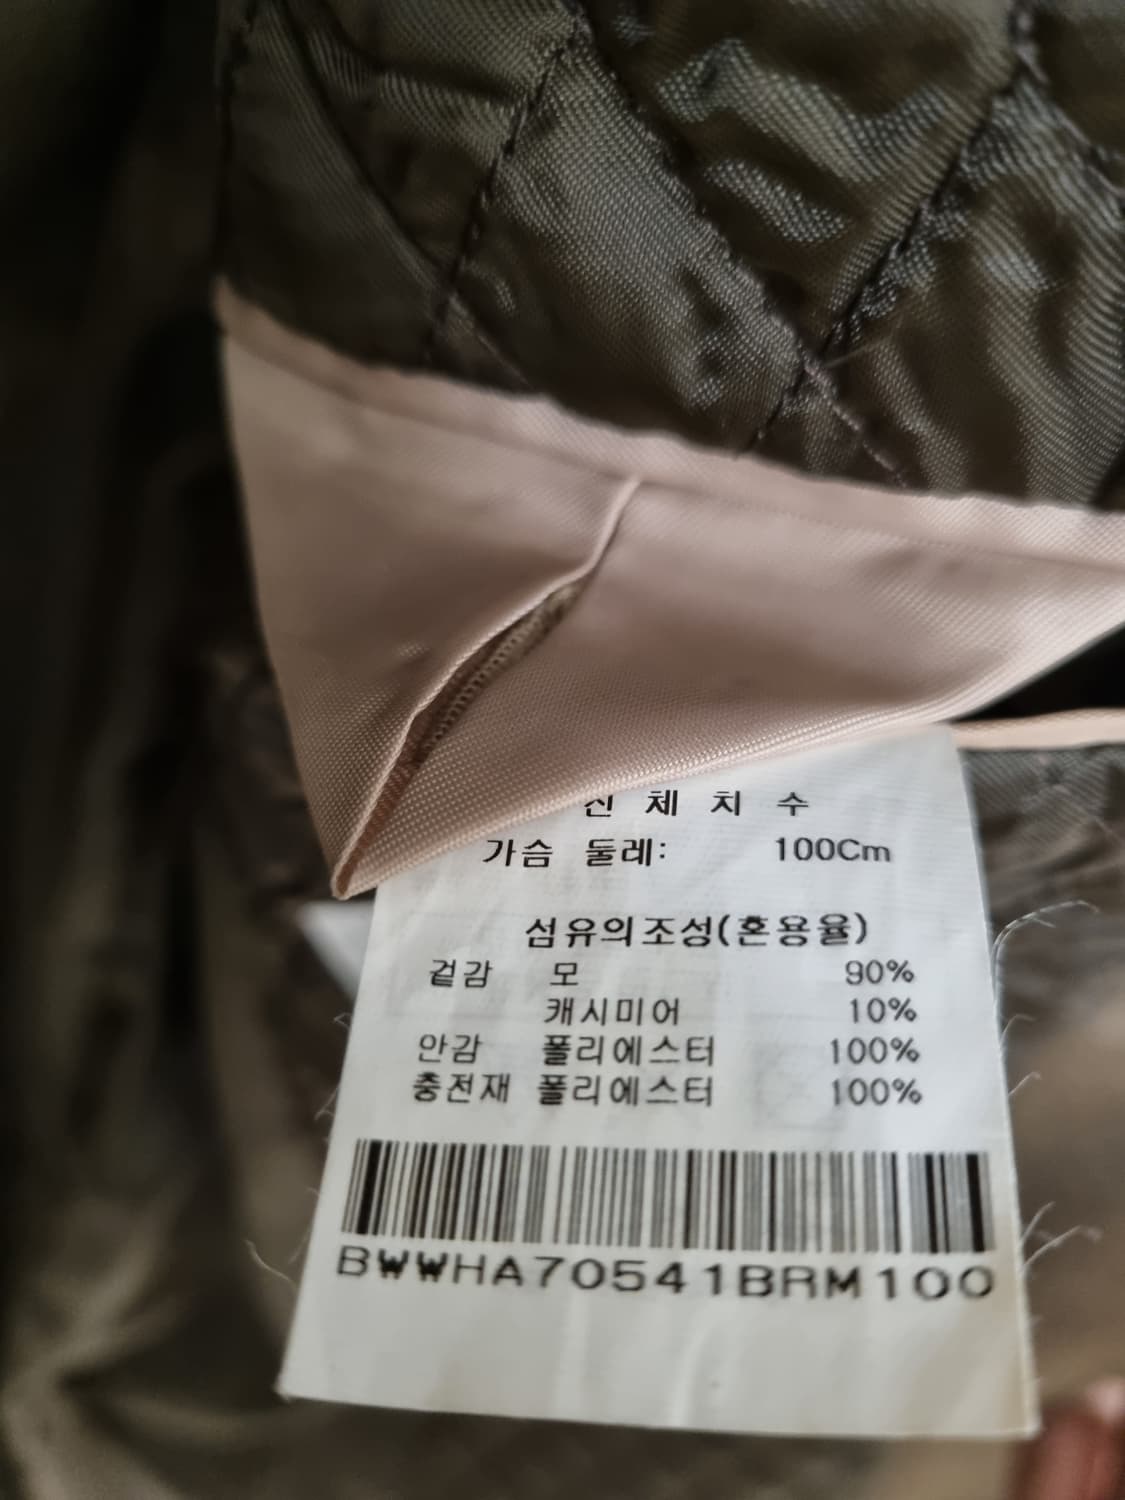 신 체 치 수
가슴 둘레: 100Cm
섬유의조성(혼용율)
겉감 모 90%
캐시미어 10%
안감 폴리에스터 100%
충전재 폴리에스터 100%
BWWHA70541BRM100